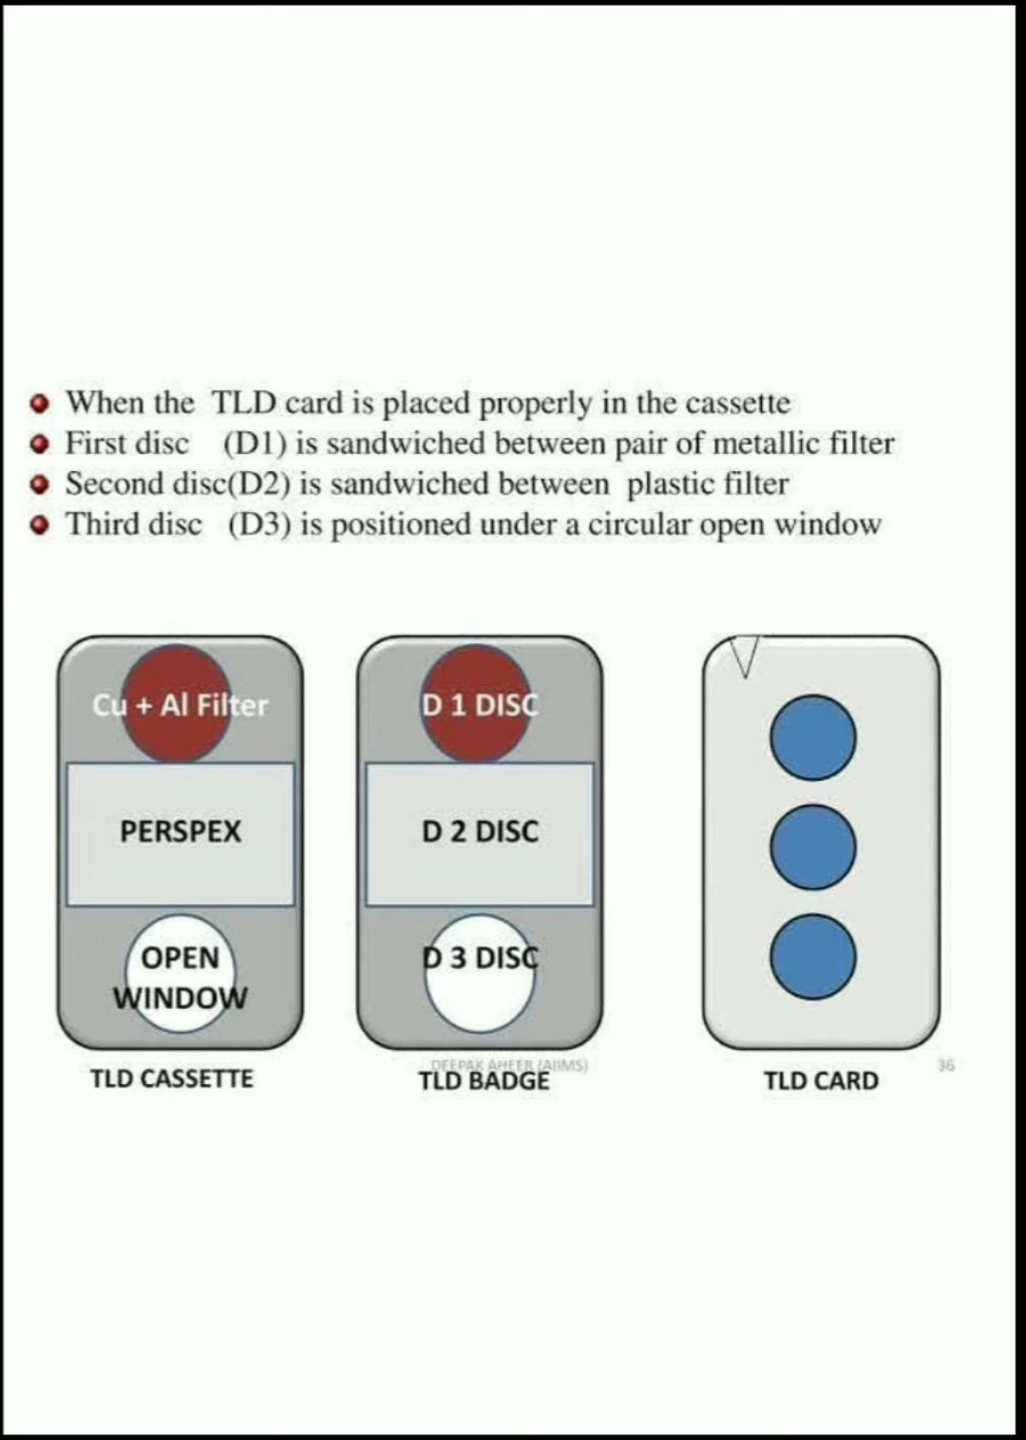 When the TLD card is placed properly in the cassette
First disc (D1) is sandwiched between pair of metallic filter
Second disc(D2) is sandwiched between plastic filter
Third disc (D3) is positioned under a circular open window
Cu + Al Filter
PERSPEX
OPEN
WINDOW
TLD CASSETTE
D 1 DISC
D 2 DISC
D 3 DISC
DEEPAK AHEER (AIIMS)
TLD BADGE
TLD CARD
36